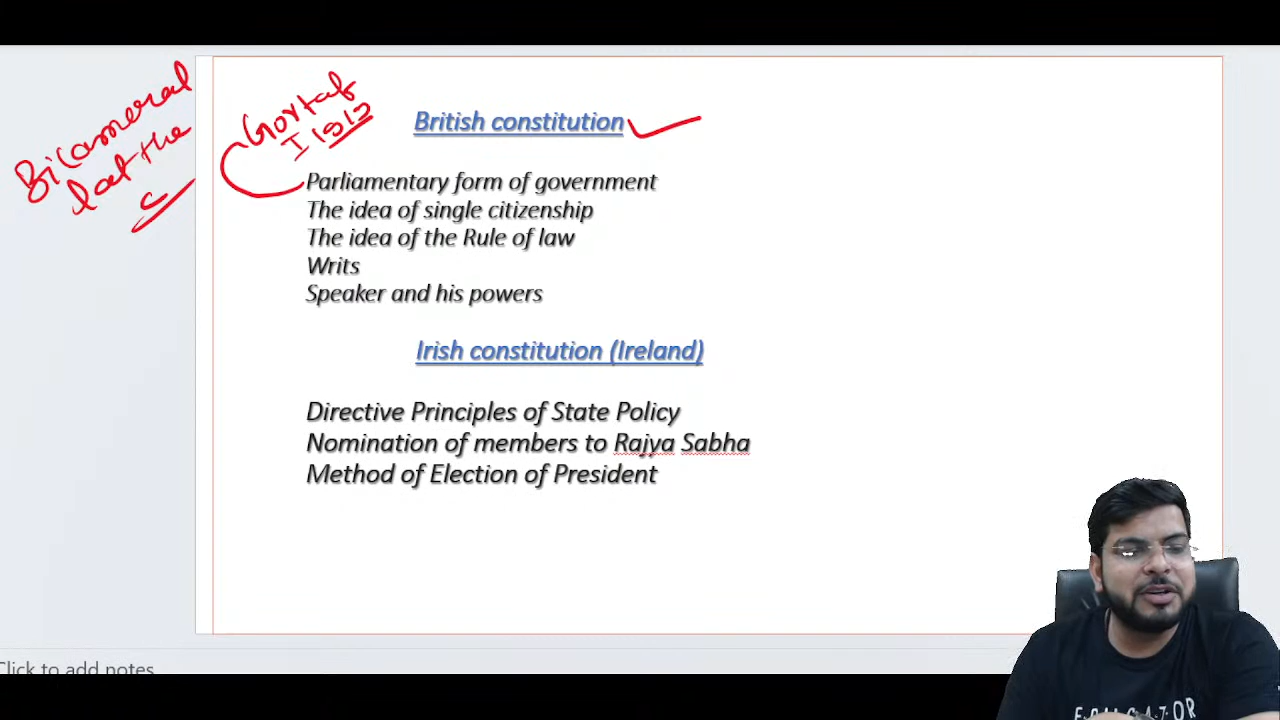 Bicameral
British constitution
Parliamentary form of government
The idea of single citizenship
The idea of the Rule of law
Writs
Speaker and his powers
Irish constitution (Ireland)
Directive Principles of State Policy
Nomination of members to Rajya Sabha
Method of Election of President
Click to add notes